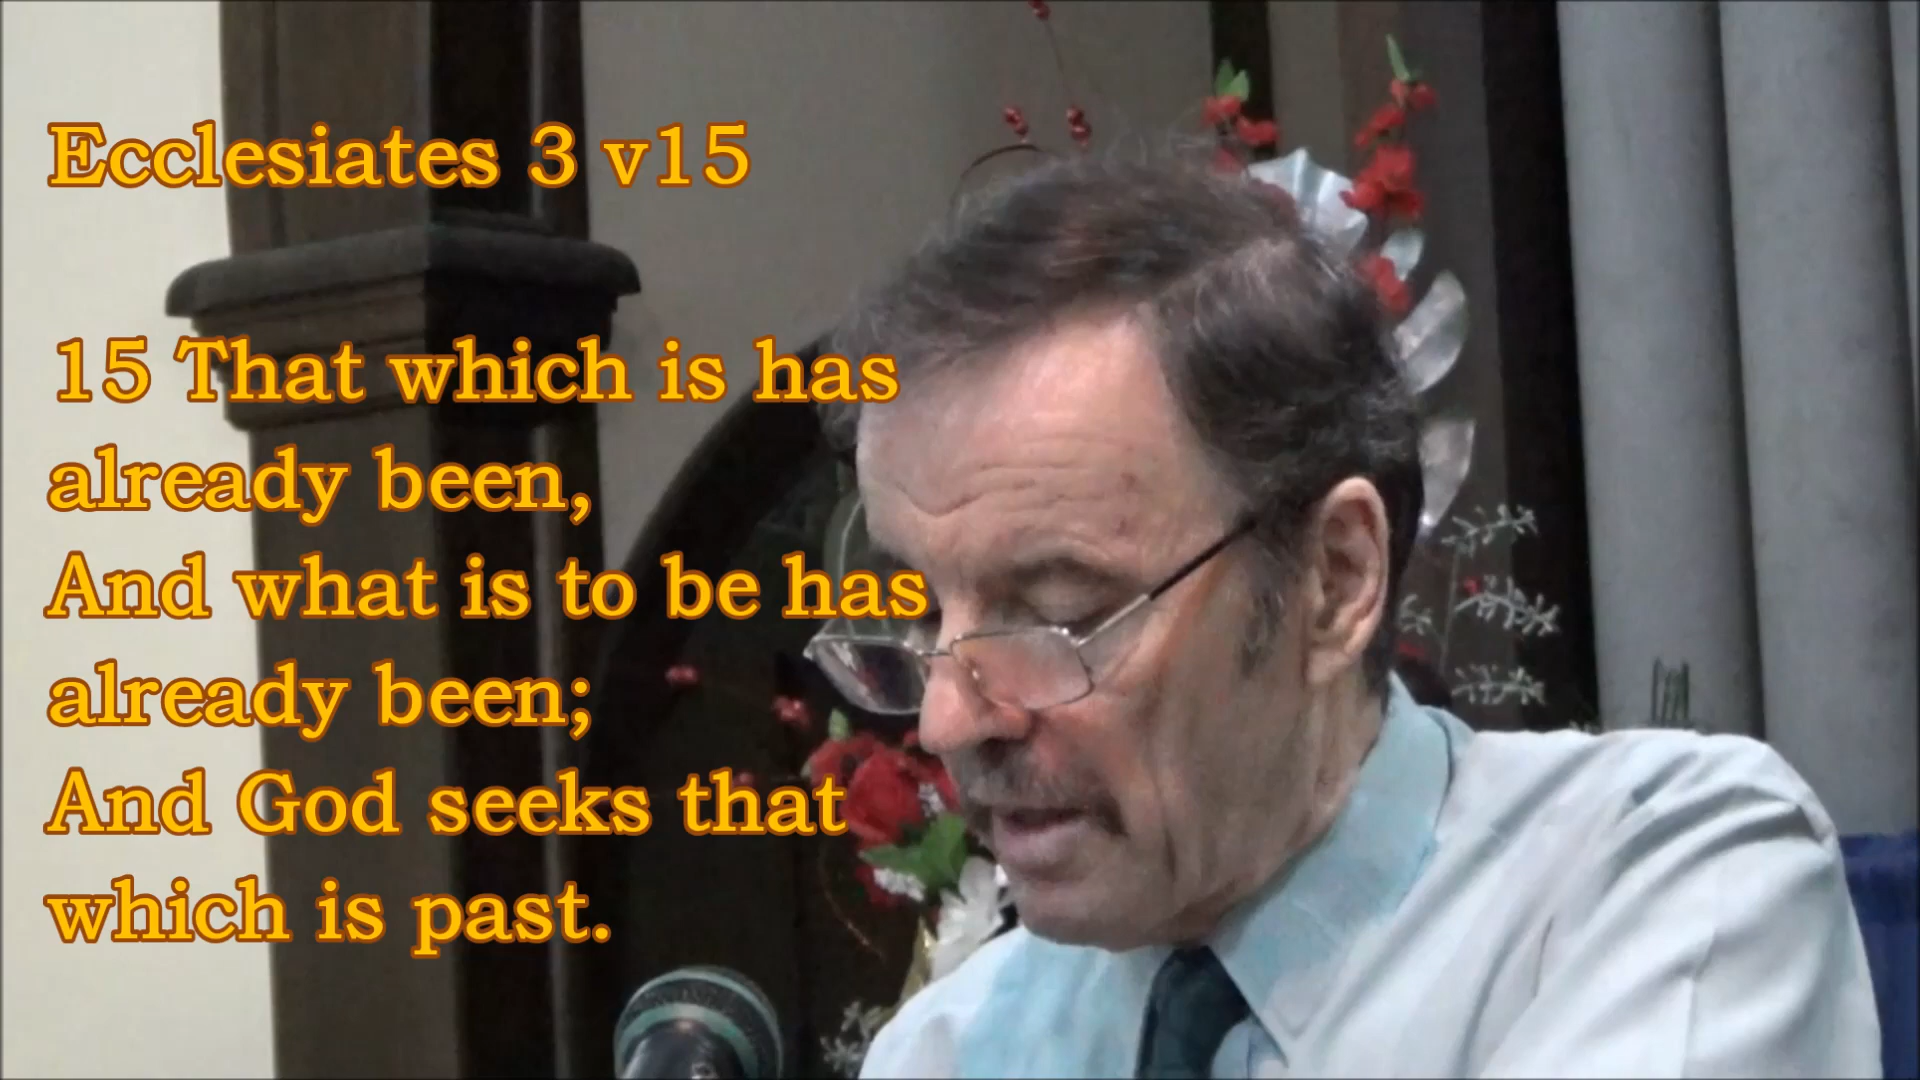 Ecclesiates 3 v15
15 That which is has
already been,
And what is to be has
already been;
And God seeks that
which is past.